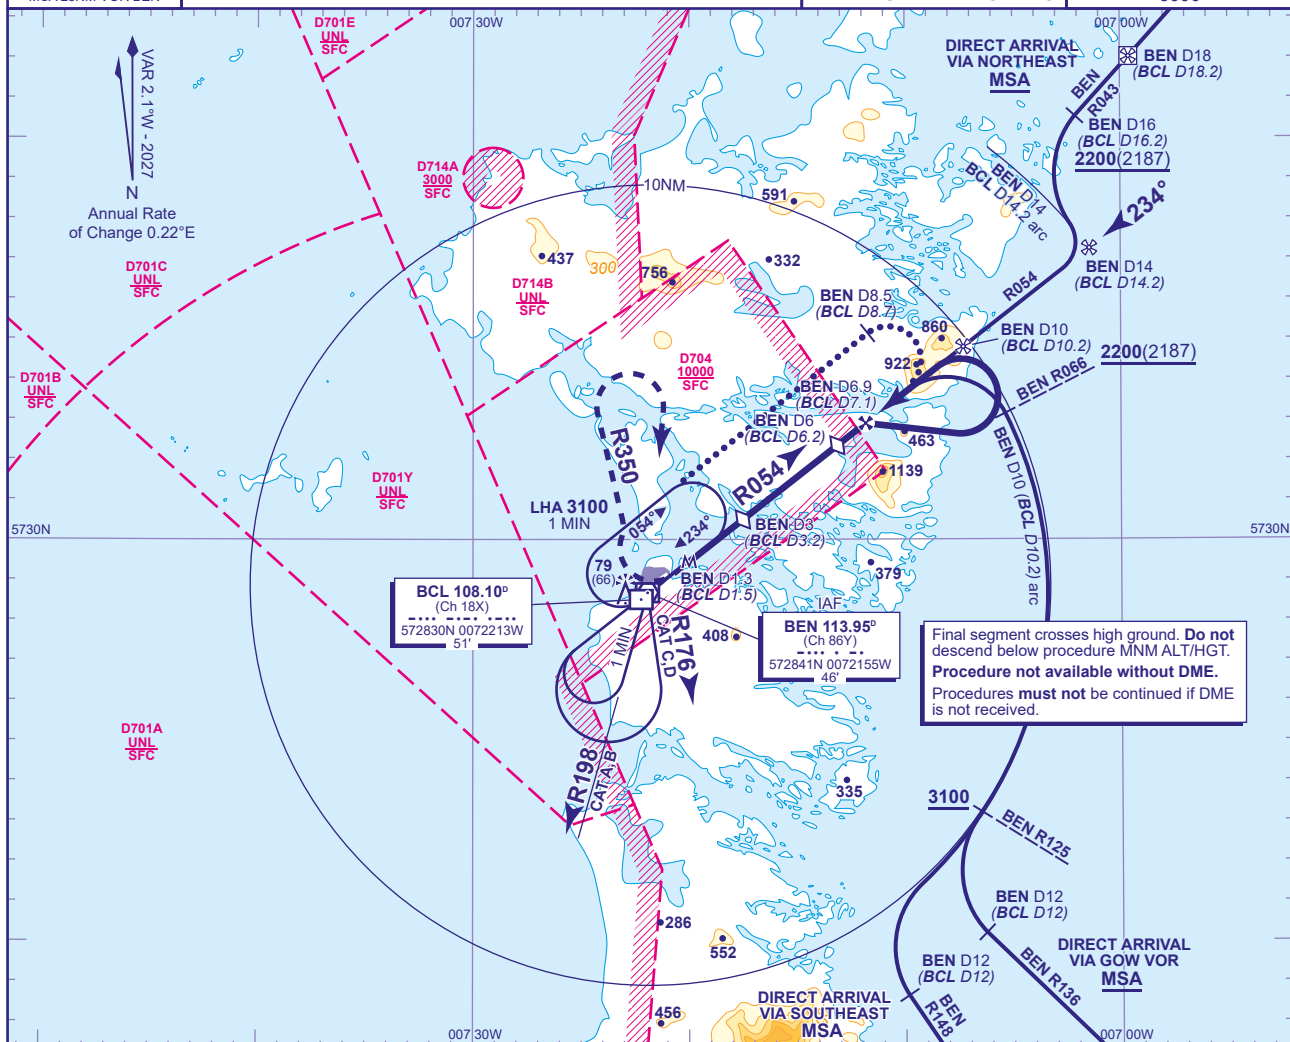 D701E
UNL
SFC
007'30W
007'00W
DIRECT ARRIVAL
VIA NORTHEAST
MSA
BEN D18
(BCL D18.2)
BEN
R043
VAR 2.1°W - 2027
N
Annual Rate
of Change 0.22°E
BEN D16
(BCL D16.2)
2200(2187)
D714A
3000
SFC
10NM
591
BEN D14
BCL D14.2 arc
234°
D701C
UNL
SFC
437
300
756
332
D714B
UNL
SFC
R054
BEN D14
(BCL D14.2)
BEN D8.5
(BCL D8.7)
860
BEN D10
(BCL D10.2)
2200(2187)
D704
10000
SFC
922
BEN R066
D701B
UNL
SFC
BEN D6.9
(BCL D7.1)
BEN D6
(BCL D6.2)
463
R350
R054
1139
D701Y
UNL
SFC
LHA 3100
1 MIN
054°
234°
BEN D3
(BCL D3.2)
BEN D10 (BCL D10.2) arc
5730N
5730N
79
(66)
BEN D1.3
(BCL D1.5)
379
BCL 108.10ᴰ
(Ch 18X)
572830N 0072213W
51'
IAF
BEN 113.95ᴰ
(Ch 86Y)
572841N 0072155W
46'
408
1 MIN
R176
CAT C,D
Final segment crosses high ground. Do not
descend below procedure MNM ALT/HGT.
Procedure not available without DME.
Procedures must not be continued if DME
is not received.
D701A
UNL
SFC
R198
CAT A,B
335
3100
BEN R125
286
552
BEN D12
(BCL D12)
BEN D12
(BCL D12)
BEN R136
DIRECT ARRIVAL
VIA GOW VOR
MSA
BEN
R148
456
DIRECT ARRIVAL
VIA SOUTHEAST
MSA
007'30W
007'00W